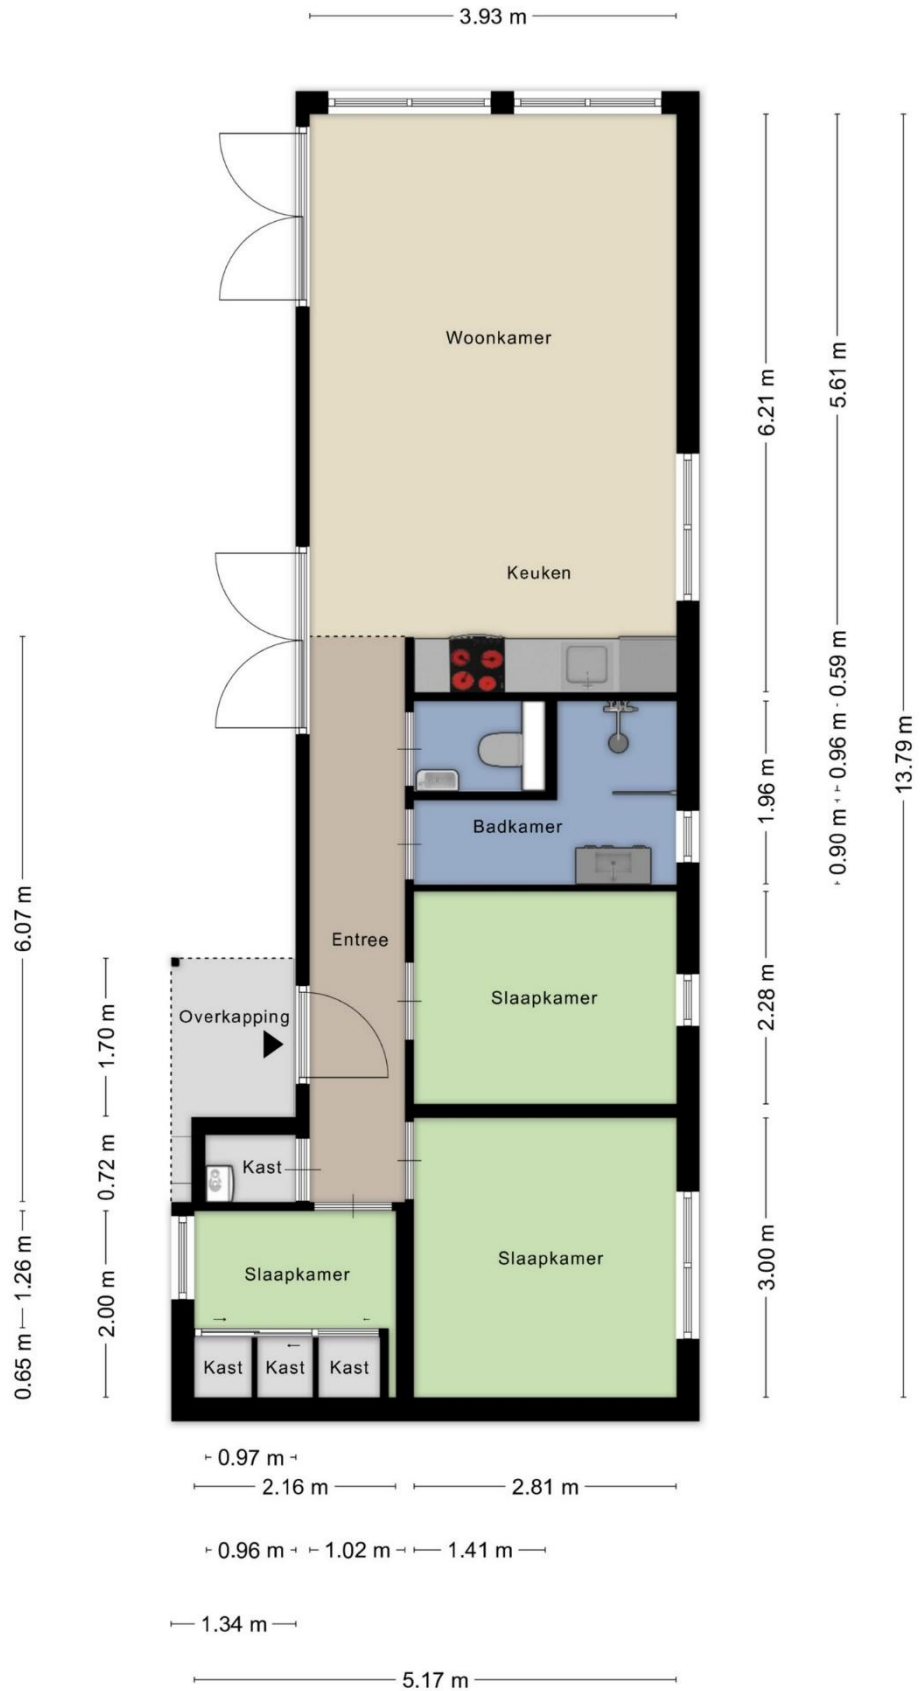 3.93 m
Woonkamer
6.21 m
5.61 m
Keuken
0.59 m
0.96 m
0.90 m
13.79 m
1.96 m
Badkamer
6.07 m
Entree
Slaapkamer
2.28 m
Overkapping
1.70 m
0.72 m
Kast
Slaapkamer
3.00 m
Slaapkamer
1.26 m
2.00 m
0.65 m
Kast
Kast
Kast
0.97 m
2.16 m
2.81 m
0.96 m
1.02 m
1.41 m
1.34 m
5.17 m